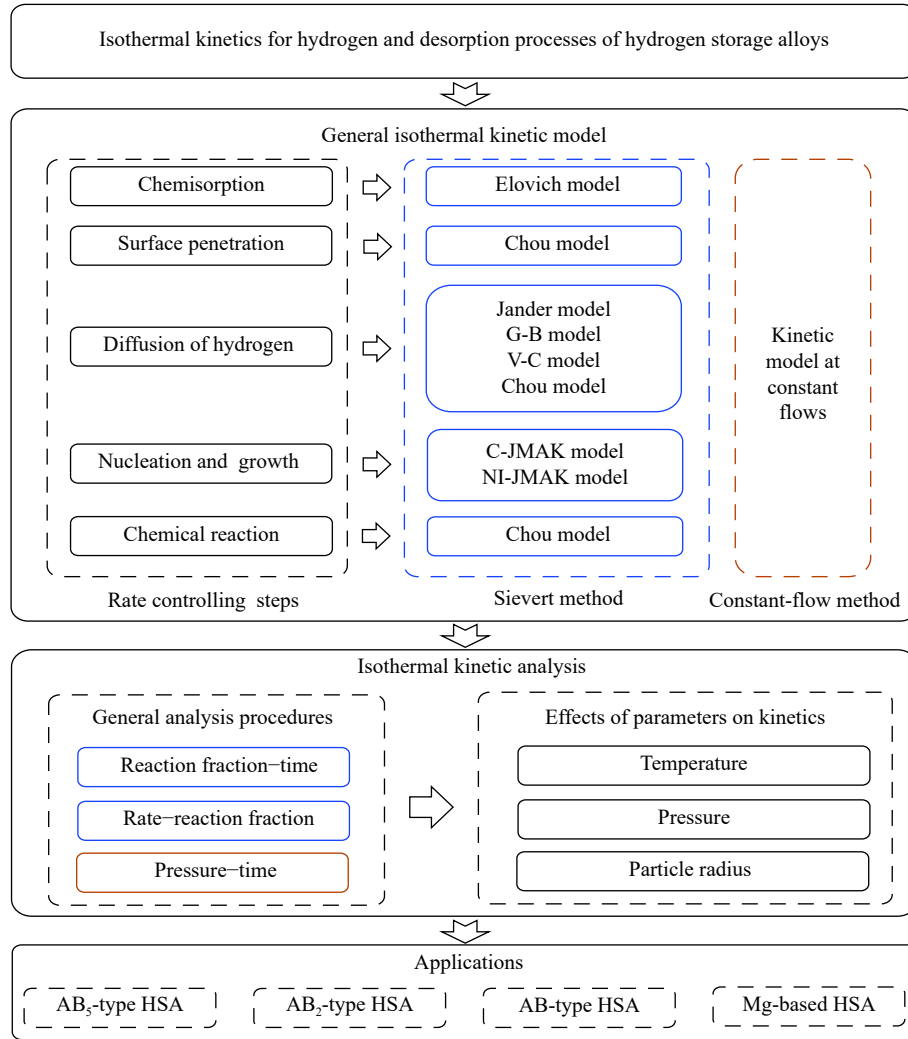 Isothermal kinetics for hydrogen and desorption processes of hydrogen storage alloys
General isothermal kinetic model
Chemisorption
Elovich model
Surface penetration
Chou model
Diffusion of hydrogen
Jander model
G-B model
V-C model
Chou model
Kinetic
model at
constant
flows
Nucleation and growth
C-JMAK model
NI-JMAK model
Chemical reaction
Chou model
Rate controlling steps
Sievert method
Constant-flow method
Isothermal kinetic analysis
General analysis procedures
Reaction fraction−time
Rate−reaction fraction
Pressure−time
Effects of parameters on kinetics
Temperature
Pressure
Particle radius
Applications
AB₅-type HSA
AB₂-type HSA
AB-type HSA
Mg-based HSA